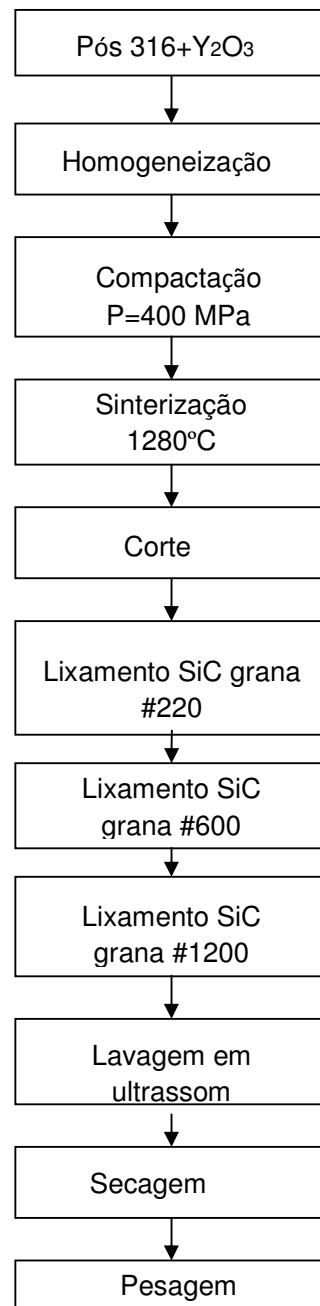 Pós 316+Y2O3
Homogeneização
Compactação
P=400 MPa
Sinterização
1280ºC
Corte
Lixamento SiC grana
#220
Lixamento SiC
grana #600
Lixamento SiC
grana #1200
Lavagem em
ultrassom
Secagem
Pesagem